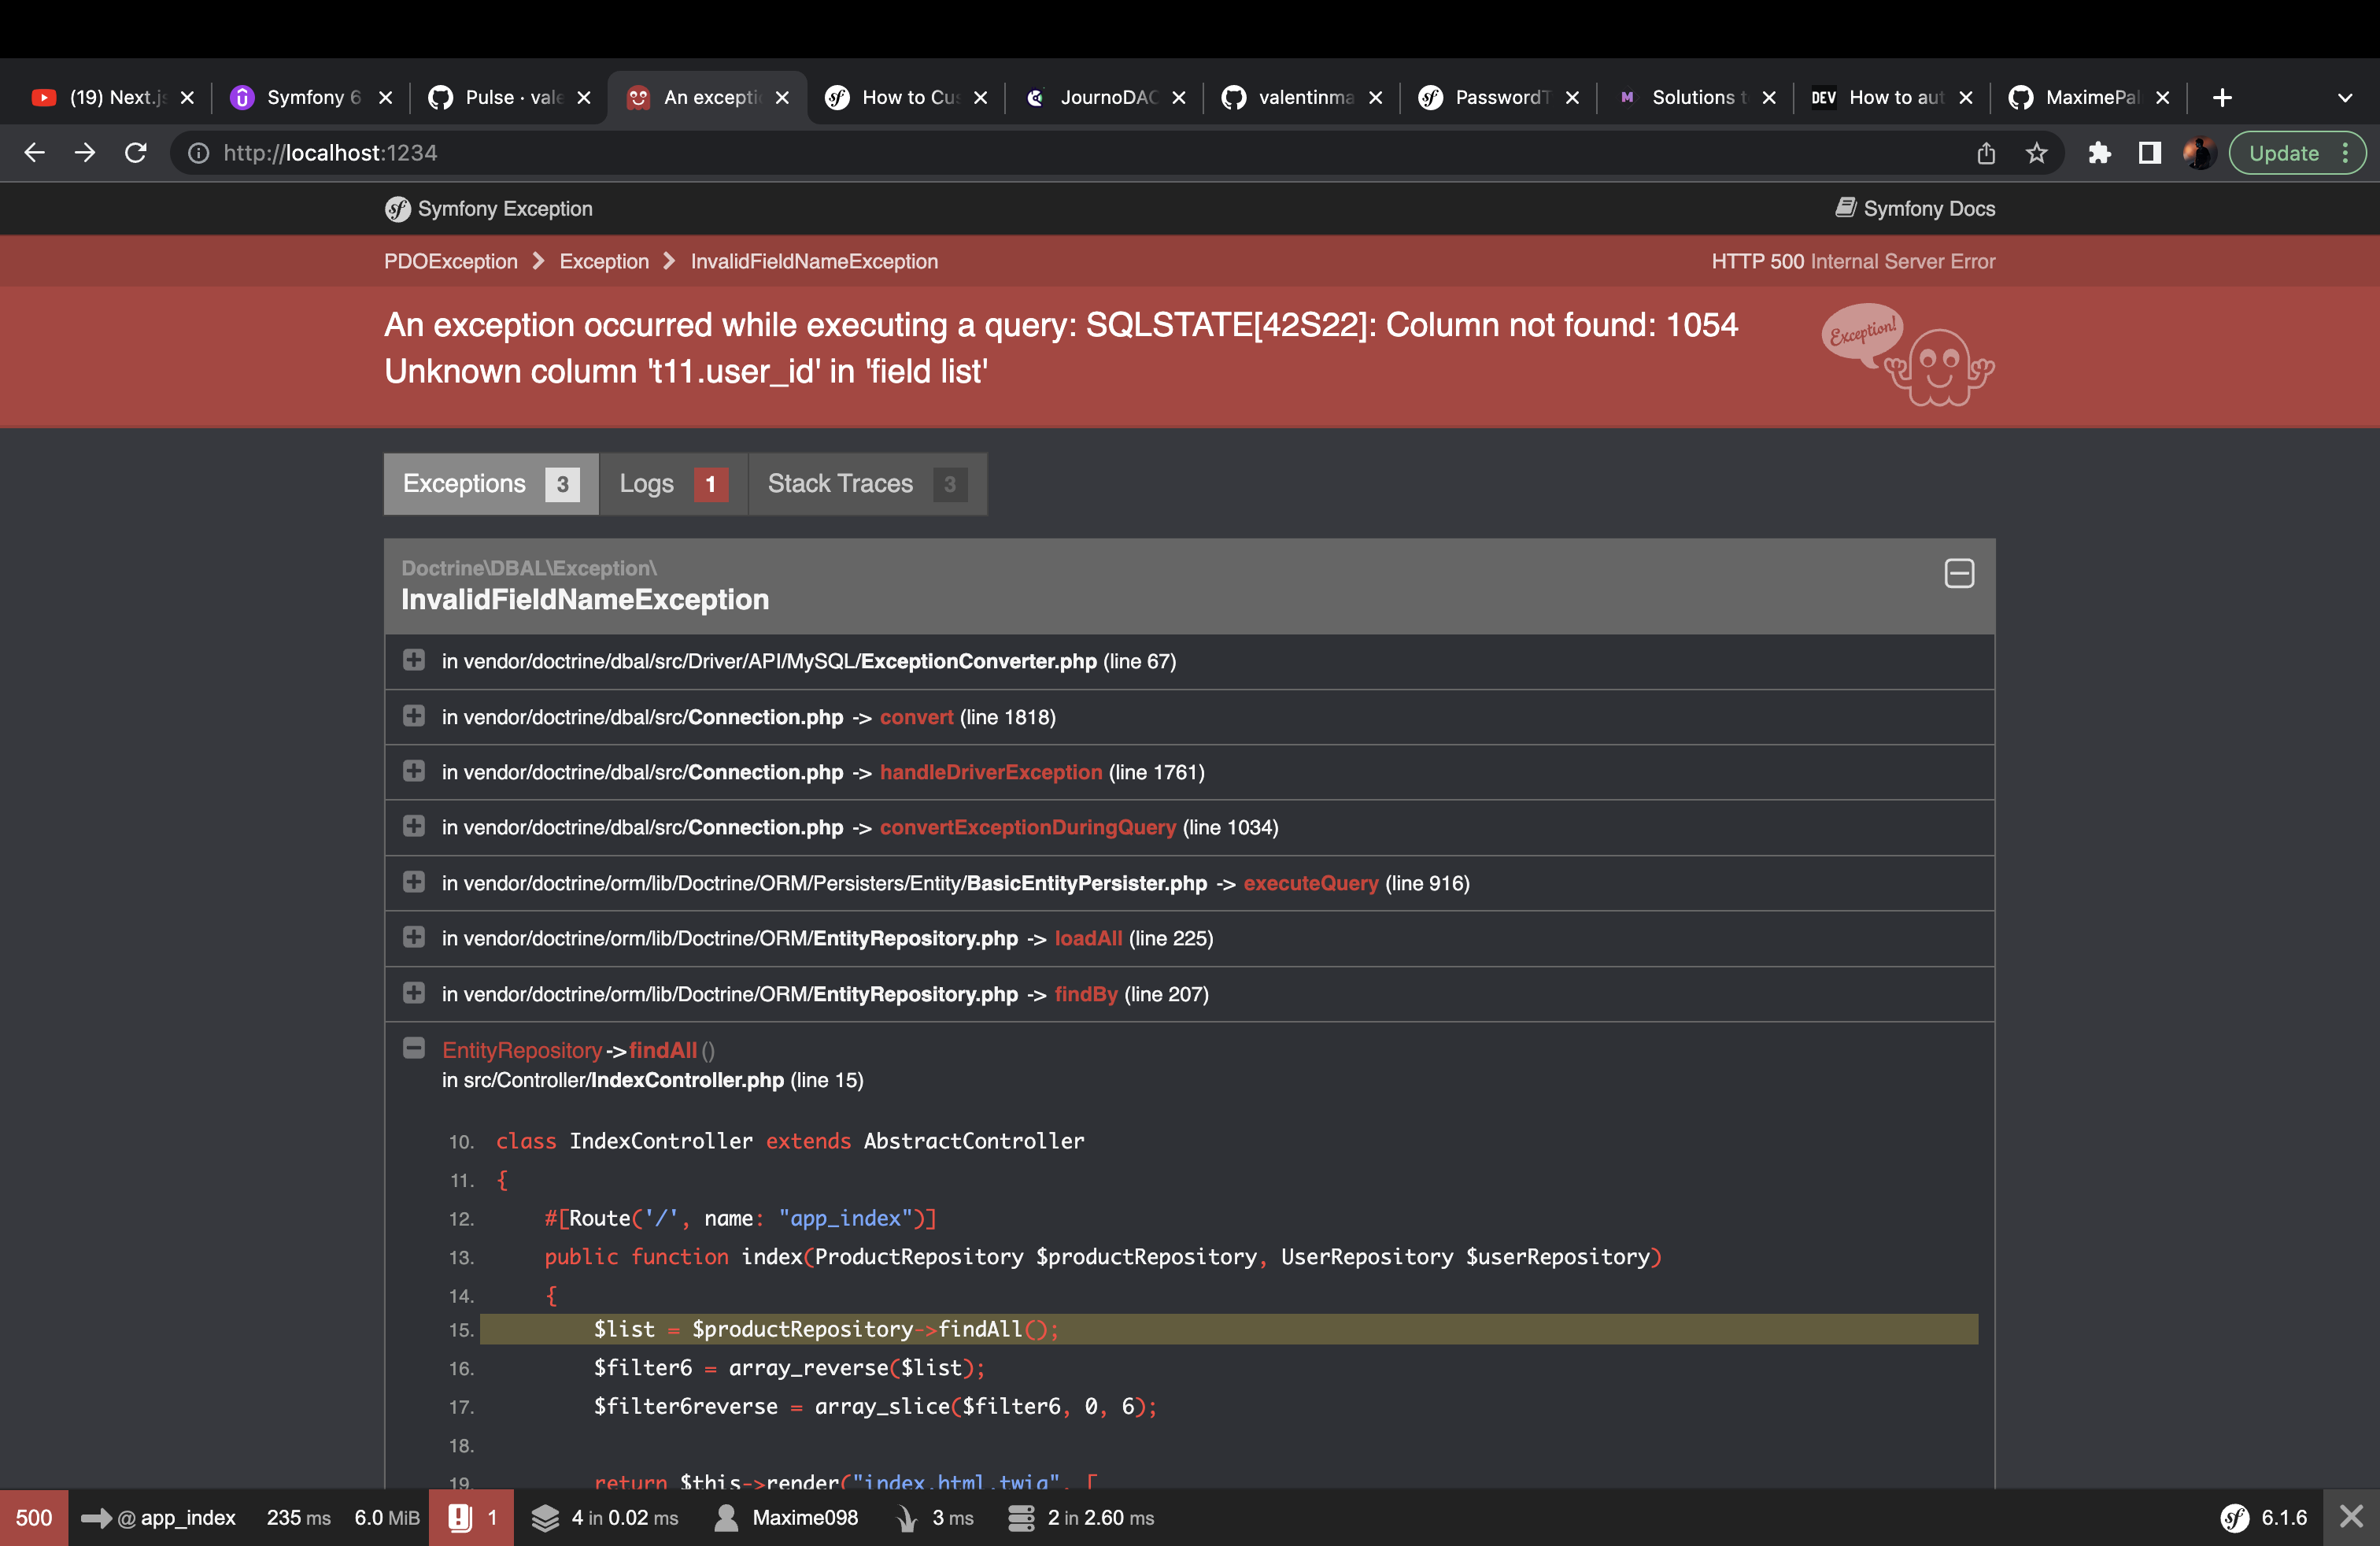 (19) Next.js
Symfony 6
Pulse · vale
An excepti
How to Cus
JournoDAO
valentinma
PasswordT
M Solutions t
DEV How to aut
MaximePal
http://localhost:1234
Update
sf Symfony Exception
Symfony Docs
PDOException Exception InvalidFieldNameException
HTTP 500 Internal Server Error
An exception occurred while executing a query: SQLSTATE[42S22]: Column not found: 1054
Unknown column 't11.user_id' in 'field list'
Exception!
Exceptions 3 Logs 1 Stack Traces 3
Doctrine\DBAL\Exception\
InvalidFieldNameException
in vendor/doctrine/dbal/src/Driver/API/MySQL/ExceptionConverter.php (line 67)
in vendor/doctrine/dbal/src/Connection.php -> convert (line 1818)
in vendor/doctrine/dbal/src/Connection.php -> handleDriverException (line 1761)
in vendor/doctrine/dbal/src/Connection.php -> convertExceptionDuringQuery (line 1034)
in vendor/doctrine/orm/lib/Doctrine/ORM/Persisters/Entity/BasicEntityPersister.php -> executeQuery (line 916)
in vendor/doctrine/orm/lib/Doctrine/ORM/EntityRepository.php -> loadAll (line 225)
in vendor/doctrine/orm/lib/Doctrine/ORM/EntityRepository.php -> findBy (line 207)
EntityRepository->findAll ()
in src/Controller/IndexController.php (line 15)
10. class IndexController extends AbstractController
11. {
12. #[Route('/', name: "app_index")]
13. public function index(ProductRepository $productRepository, UserRepository $userRepository)
14. {
15. $list = $productRepository->findAll();
16. $filter6 = array_reverse($list);
17. $filter6reverse = array_slice($filter6, 0, 6);
18.
19. return $this->render("index.html.twig", [
500 @ app_index 235 ms 6.0 MiB 1 4 in 0.02 ms Maxime098 3 ms 2 in 2.60 ms sf 6.1.6